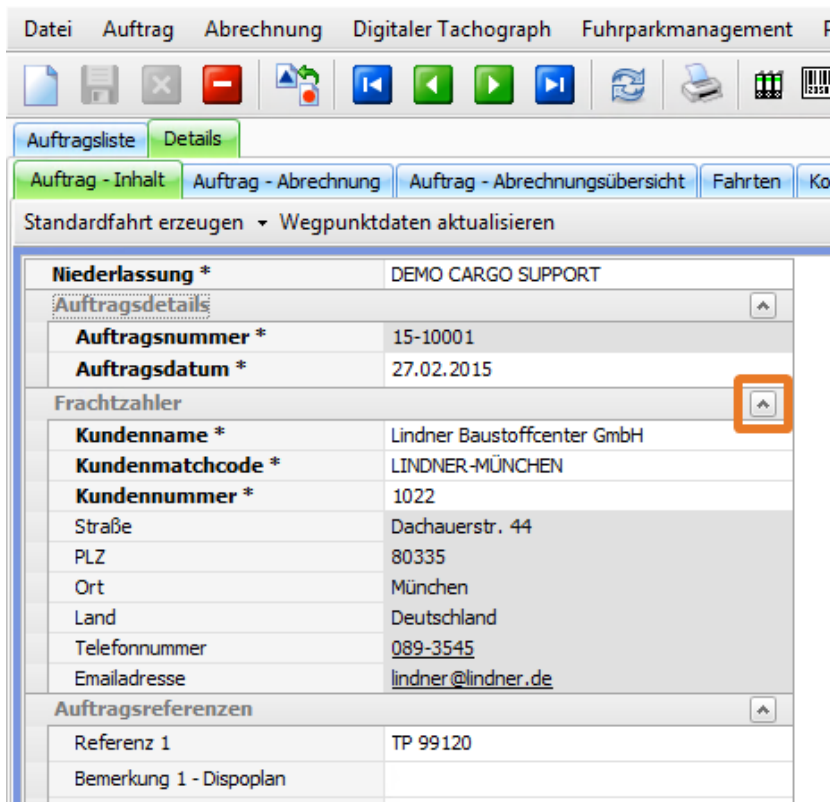 Datei Auftrag Abrechnung Digitaler Tachograph Fuhrparkmanagement
Auftragsliste Details
Auftrag - Inhalt Auftrag - Abrechnung Auftrag - Abrechnungsübersicht Fahrten Ko
Standardfahrt erzeugen Wegpunktdaten aktualisieren
Niederlassung * DEMO CARGO SUPPORT
Auftragsdetails
Auftragsnummer * 15-10001
Auftragsdatum * 27.02.2015
Frachtzahler
Kundenname * Lindner Baustoffcenter GmbH
Kundenmatchcode * LINDNER-MÜNCHEN
Kundennummer * 1022
Straße Dachauerstr. 44
PLZ 80335
Ort München
Land Deutschland
Telefonnummer 089-3545
Emailadresse lindner@lindner.de
Auftragsreferenzen
Referenz 1 TP 99120
Bemerkung 1 - Dispoplan